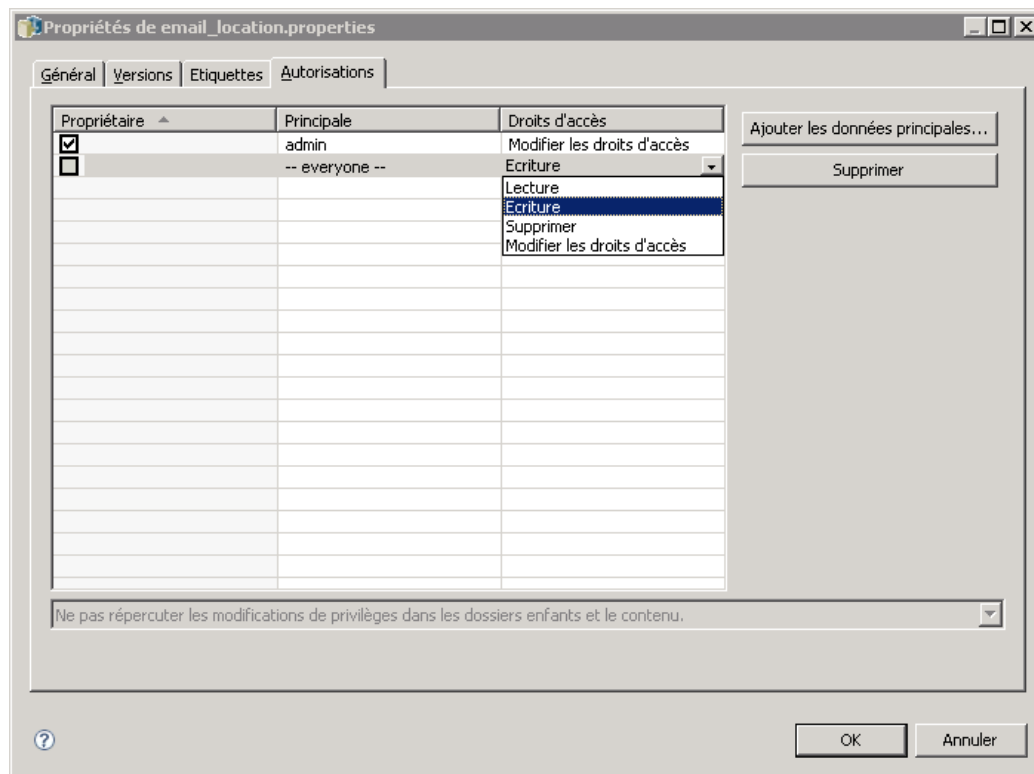 Propriétés de email_location.properties
Général Versions Etiquettes Autorisations
Propriétaire Principale Droits d'accès
Ajouter les données principales...
admin Modifier les droits d'accès
-- everyone -- Ecriture
Supprimer
Lecture
Ecriture
Supprimer
Modifier les droits d'accès
Ne pas répercuter les modifications de privilèges dans les dossiers enfants et le contenu.
? OK Annuler